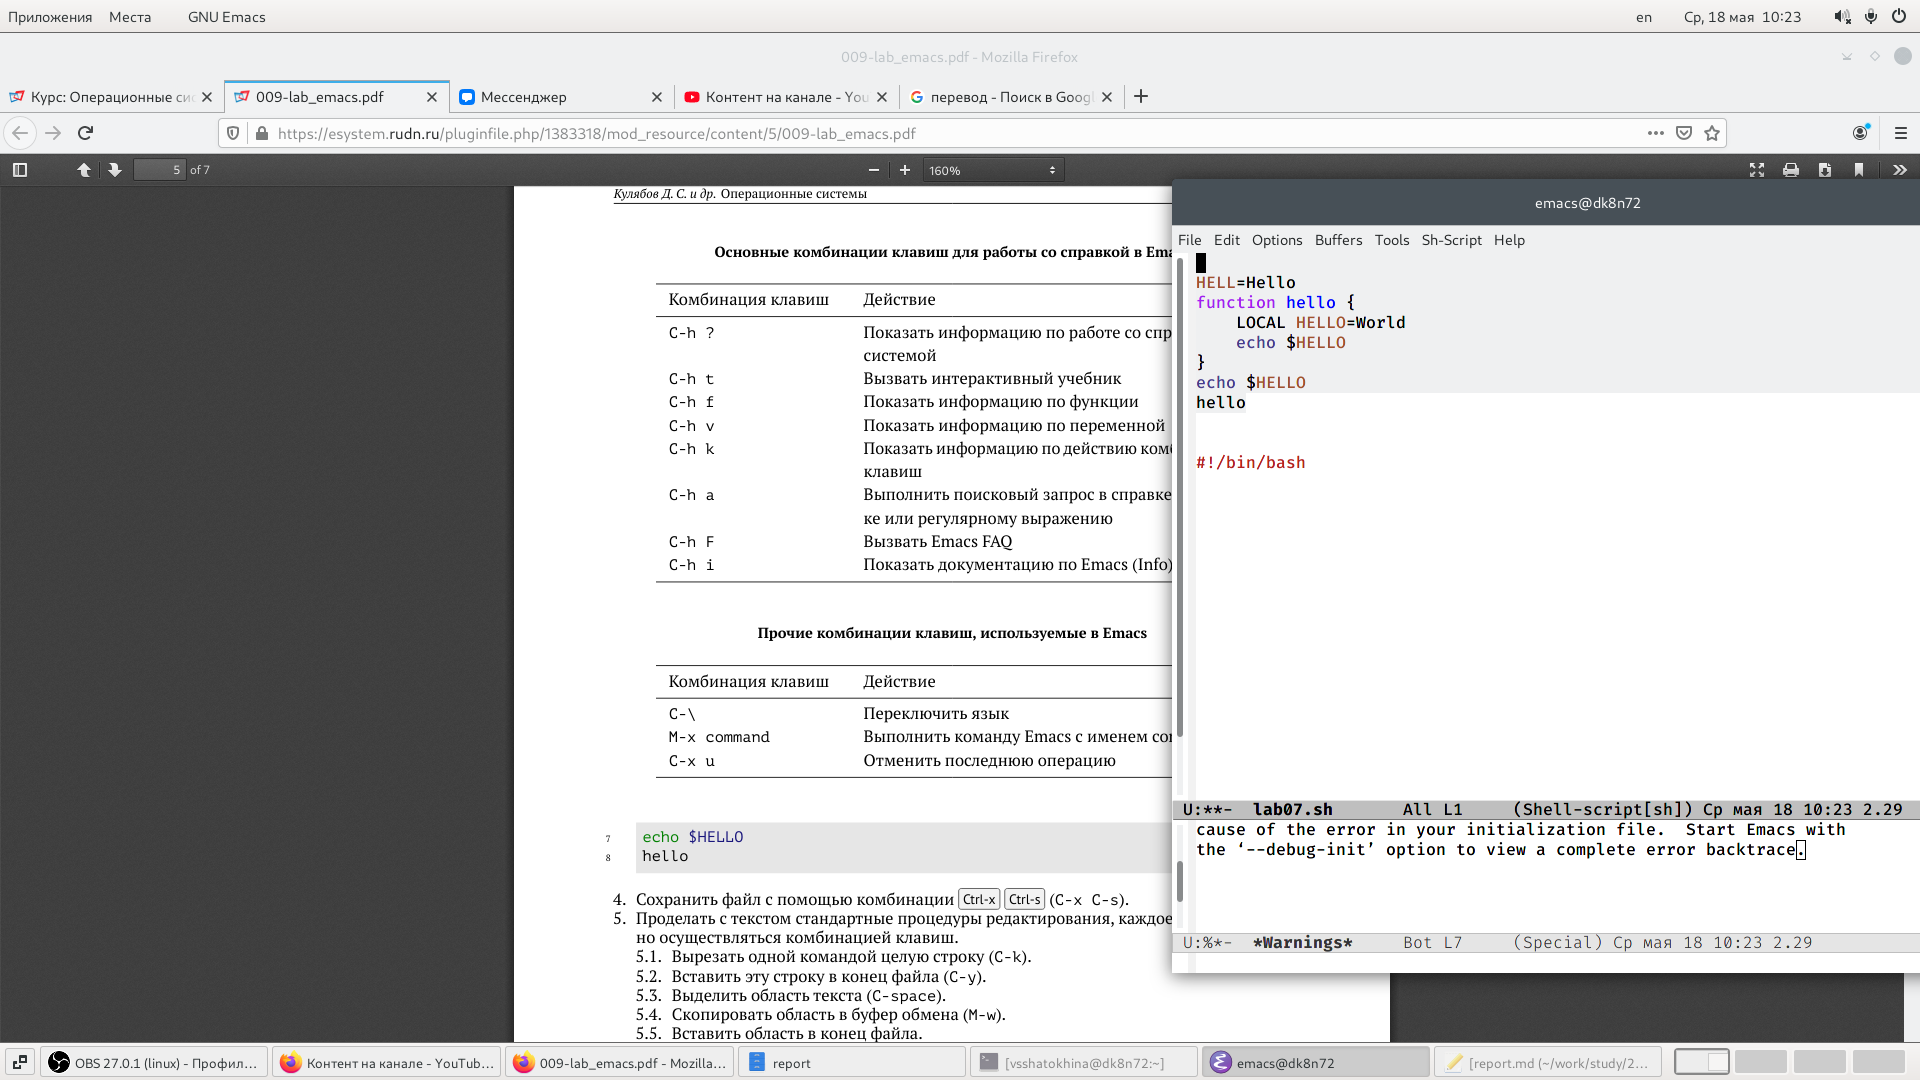 Приложения Места GNU Emacs en Ср, 18 мая 10:23
009-lab_emacs.pdf - Mozilla Firefox
Курс: Операционные си 009-lab_emacs.pdf Мессенджер Контент на канале - You перевод - Поиск в Googl
https://esystem.rudn.ru/pluginfile.php/1383318/mod_resource/content/5/009-lab_emacs.pdf
5 of 7 160%
Кулябов Д. С. и др. Операционные системы
Основные комбинации клавиш для работы со справкой в Ema
Комбинация клавиш Действие
C-h ? Показать информацию по работе со спр
системой
C-h t Вызвать интерактивный учебник
C-h f Показать информацию по функции
C-h v Показать информацию по переменной
C-h k Показать информацию по действию ком
клавиш
C-h a Выполнить поисковый запрос в справке
ке или регулярному выражению
C-h F Вызвать Emacs FAQ
C-h i Показать документацию по Emacs (Info)
Прочие комбинации клавиш, используемые в Emacs
Комбинация клавиш Действие
C-\ Переключить язык
M-x command Выполнить команду Emacs с именем co
C-x u Отменить последнюю операцию
7 echo $HELLO
8 hello
4. Сохранить файл с помощью комбинации Ctrl-x Ctrl-s (C-x C-s).
5. Проделать с текстом стандартные процедуры редактирования, каждое
но осуществляться комбинацией клавиш.
5.1. Вырезать одной командой целую строку (C-k).
5.2. Вставить эту строку в конец файла (C-y).
5.3. Выделить область текста (C-space).
5.4. Скопировать область в буфер обмена (M-w).
5.5. Вставить область в конец файла.
emacs@dk8n72
File Edit Options Buffers Tools Sh-Script Help
HELL=Hello
function hello {
LOCAL HELLO=World
echo $HELLO
}
echo $HELLO
hello
#!/bin/bash
U:**- lab07.sh All L1 (Shell-script[sh]) Ср мая 18 10:23 2.29
cause of the error in your initialization file. Start Emacs with
the ‘--debug-init’ option to view a complete error backtrace.
U:%*- *Warnings* Bot L7 (Special) Ср мая 18 10:23 2.29
OBS 27.0.1 (linux) - Профил... Контент на канале - YouTub... 009-lab_emacs.pdf - Mozilla... report [vsshatokhina@dk8n72:~] emacs@dk8n72 [report.md (~/work/study/2...